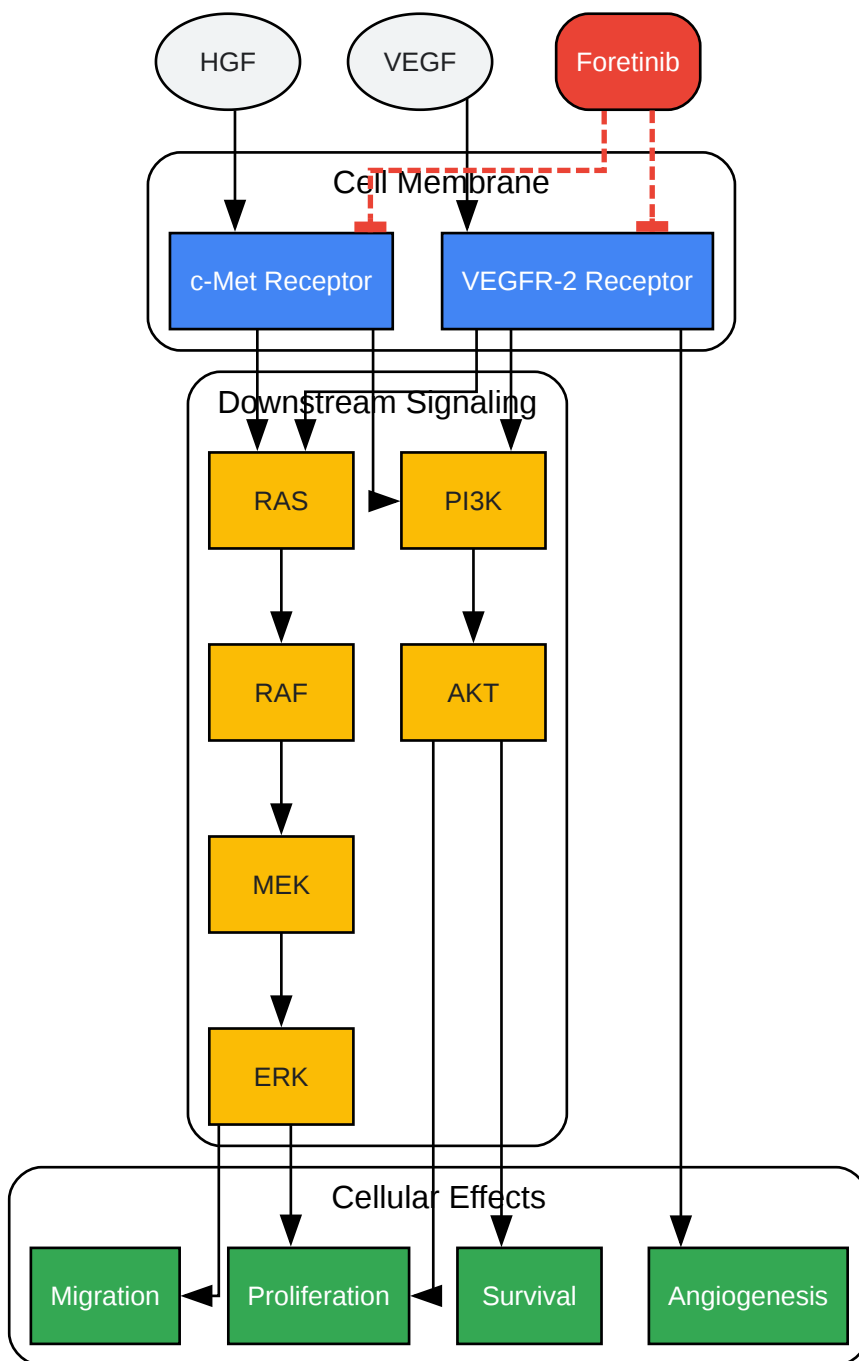 HGF
VEGF
Foretinib
Cell Membrane
c-Met Receptor
VEGFR-2 Receptor
Downstream Signaling
RAS
PI3K
RAF
AKT
MEK
ERK
Cellular Effects
Migration
Proliferation
Survival
Angiogenesis